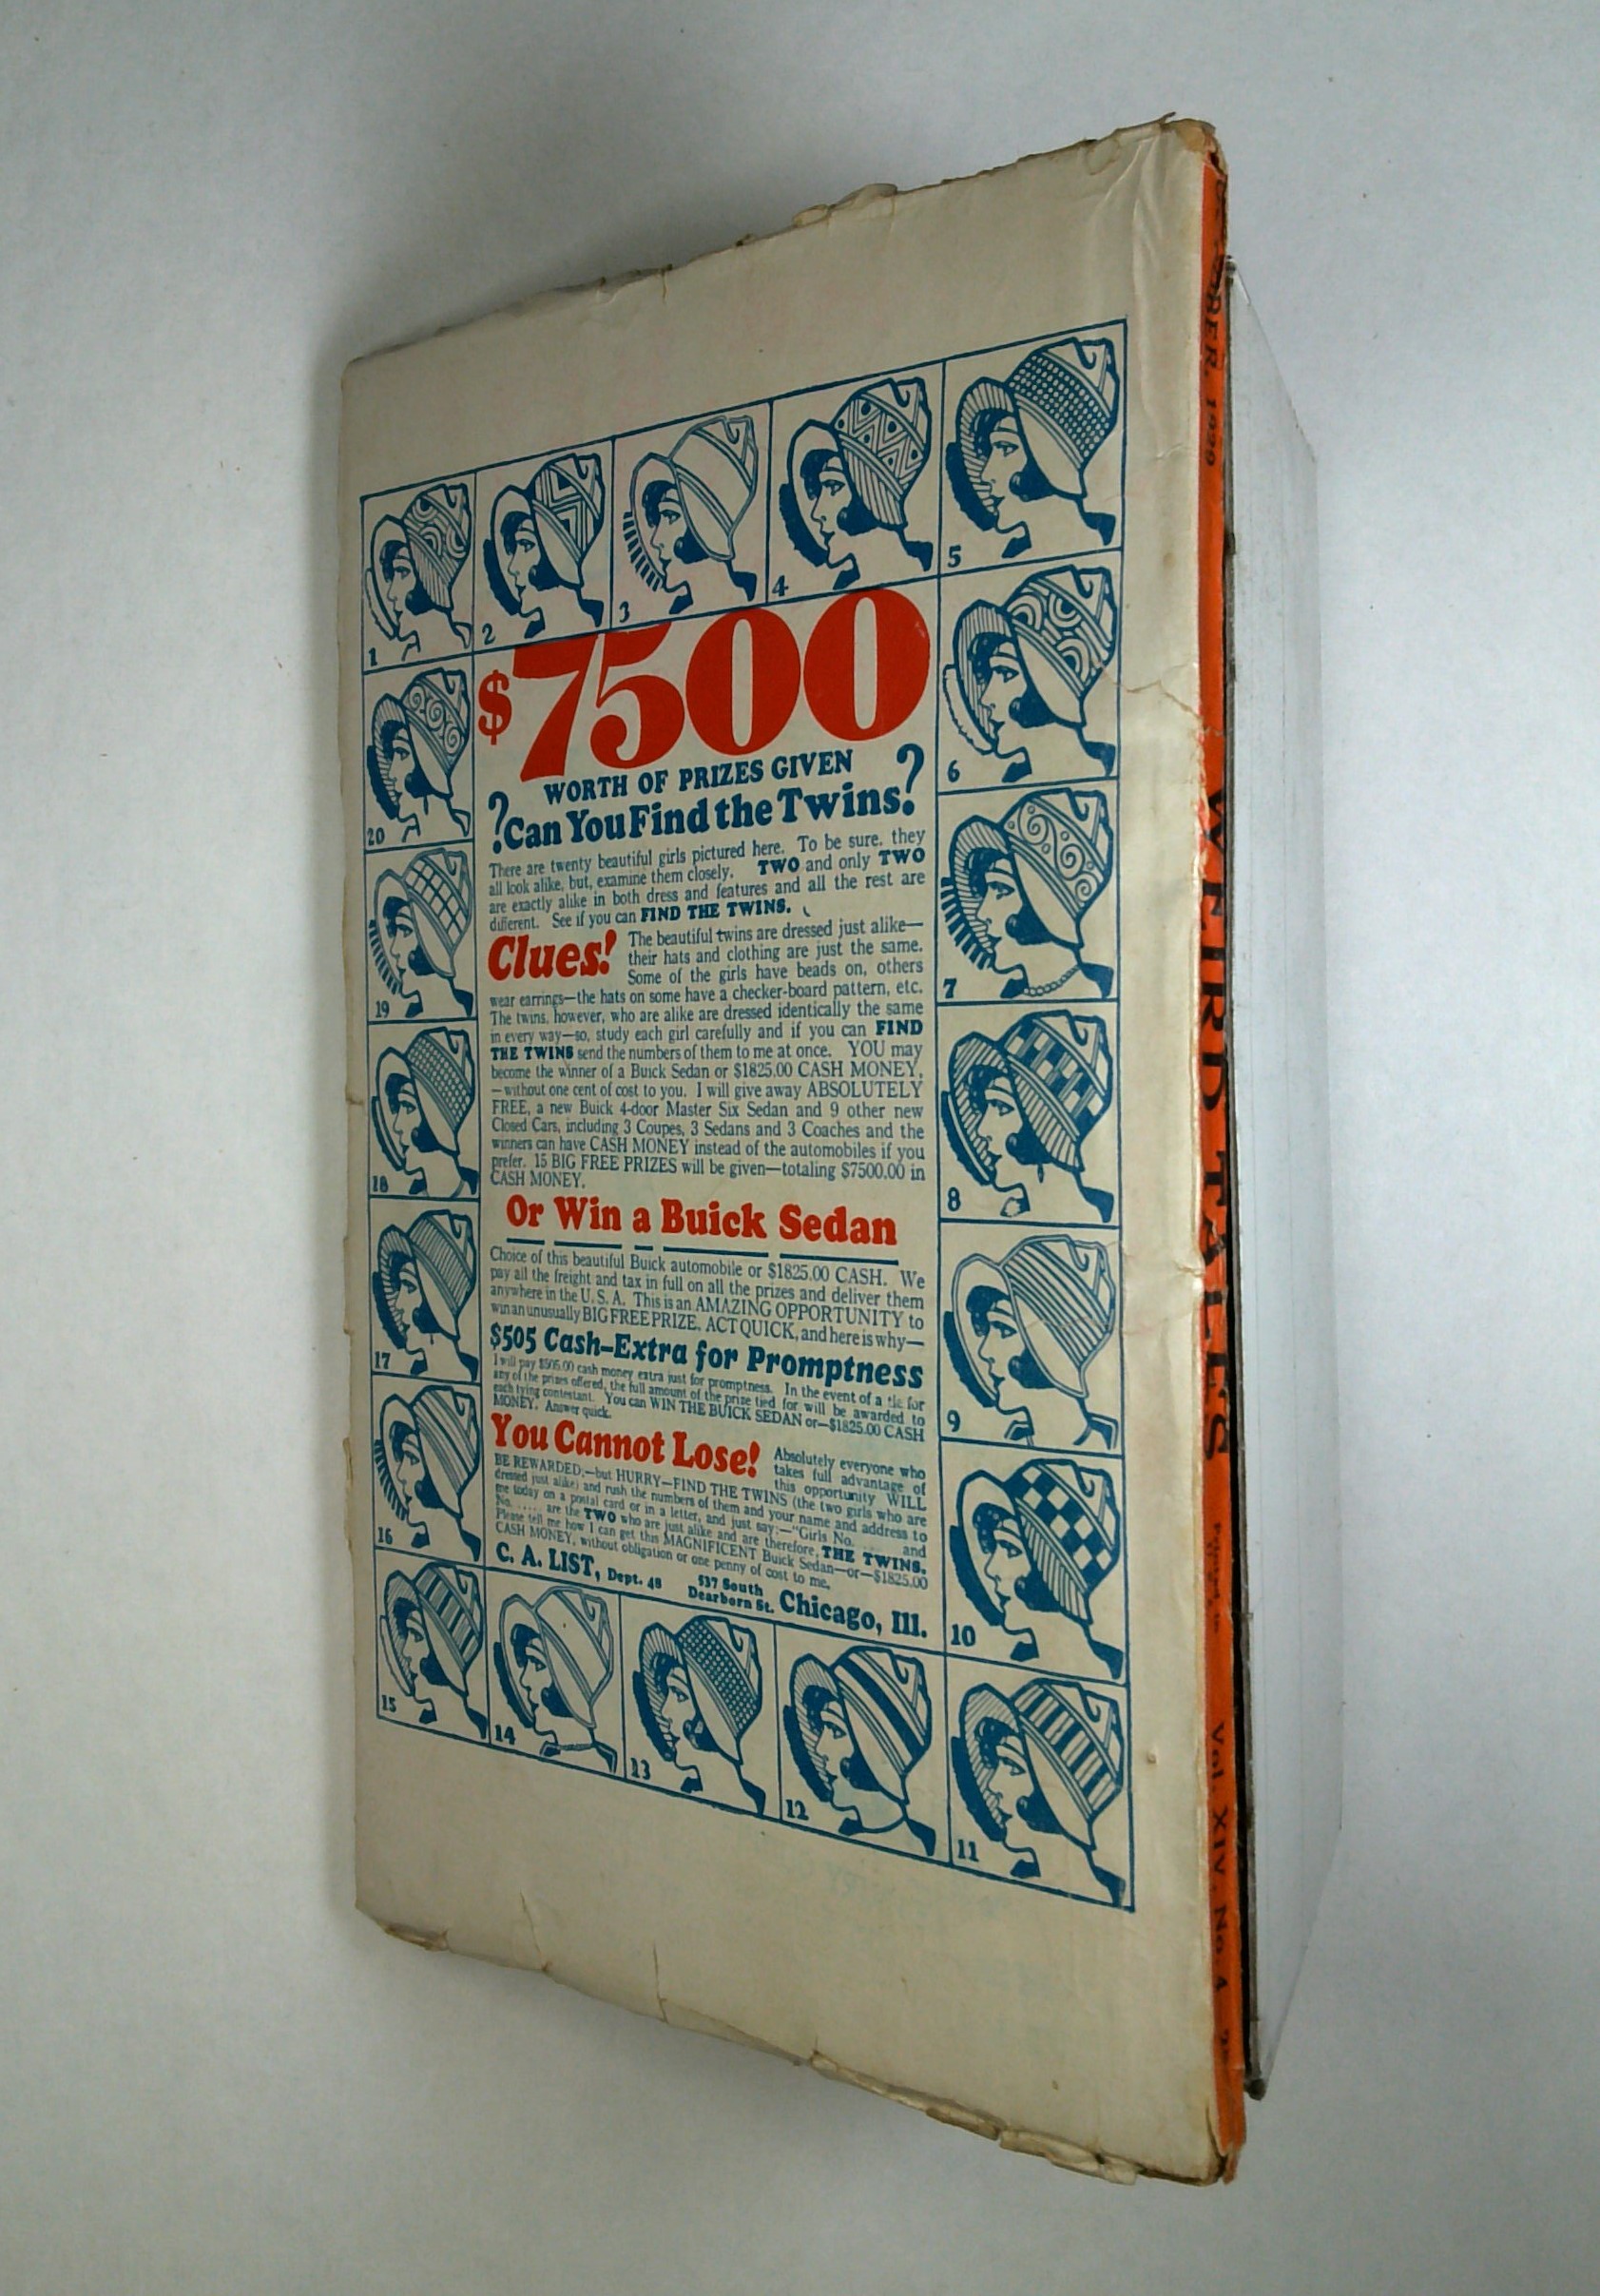 1
2
3
4
5
6
7
8
9
10
11
12
13
14
15
16
17
18
19
20
$7500
WORTH OF PRIZES GIVEN
? Can You Find the Twins?
There are twenty beautiful girls pictured here. To be sure, they
all look alike, but, examine them closely. TWO and only TWO
are exactly alike in both dress and features and all the rest are
different. See if you can FIND THE TWINS.
Clues! The beautiful twins are dressed just alike—
their hats and clothing are just the same.
Some of the girls have beads on, others
wear earrings—the hats on some have a checker-board pattern, etc.
The twins, however, who are alike are dressed identically the same
in every way—so, study each girl carefully and if you can FIND
THE TWINS send the numbers of them to me at once. YOU may
become the winner of a Buick Sedan or $1825.00 CASH MONEY,
—without one cent of cost to you. I will give away ABSOLUTELY
FREE, a new Buick 4-door Master Six Sedan and 9 other new
Closed Cars, including 3 Coupes, 3 Sedans and 3 Coaches and the
winners can have CASH MONEY instead of the automobiles if you
prefer. 15 BIG FREE PRIZES will be given—totaling $7500.00 in
CASH MONEY.
Or Win a Buick Sedan
Choice of this beautiful Buick automobile or $1825.00 CASH. We
pay all the freight and tax in full on all the prizes and deliver them
anywhere in the U. S. A. This is an AMAZING OPPORTUNITY to
win an unusually BIG FREE PRIZE. ACT QUICK, and here is why—
$505 Cash-Extra for Promptness
I will pay $505.00 cash money extra just for promptness. In the event of a tie for
any of the prizes offered, the full amount of the prize tied for will be awarded to
each tying contestant. You can WIN THE BUICK SEDAN or—$1825.00 CASH
MONEY. Answer quick.
You Cannot Lose! Absolutely everyone who
takes full advantage of
this opportunity WILL
BE REWARDED;—but HURRY—FIND THE TWINS (the two girls who are
dressed just alike) and rush the numbers of them and your name and address to
me today on a postal card or in a letter, and just say:—"Girls No. .... and
No. ..... are the TWO who are just alike and are therefore, THE TWINS.
Please tell me how I can get this MAGNIFICENT Buick Sedan—or—$1825.00
CASH MONEY, without obligation or one penny of cost to me.
C. A. LIST, Dept. 48 537 South
Dearborn St. Chicago, Ill.
1929
WEIRD TALES
Vol. XIV, No. 4